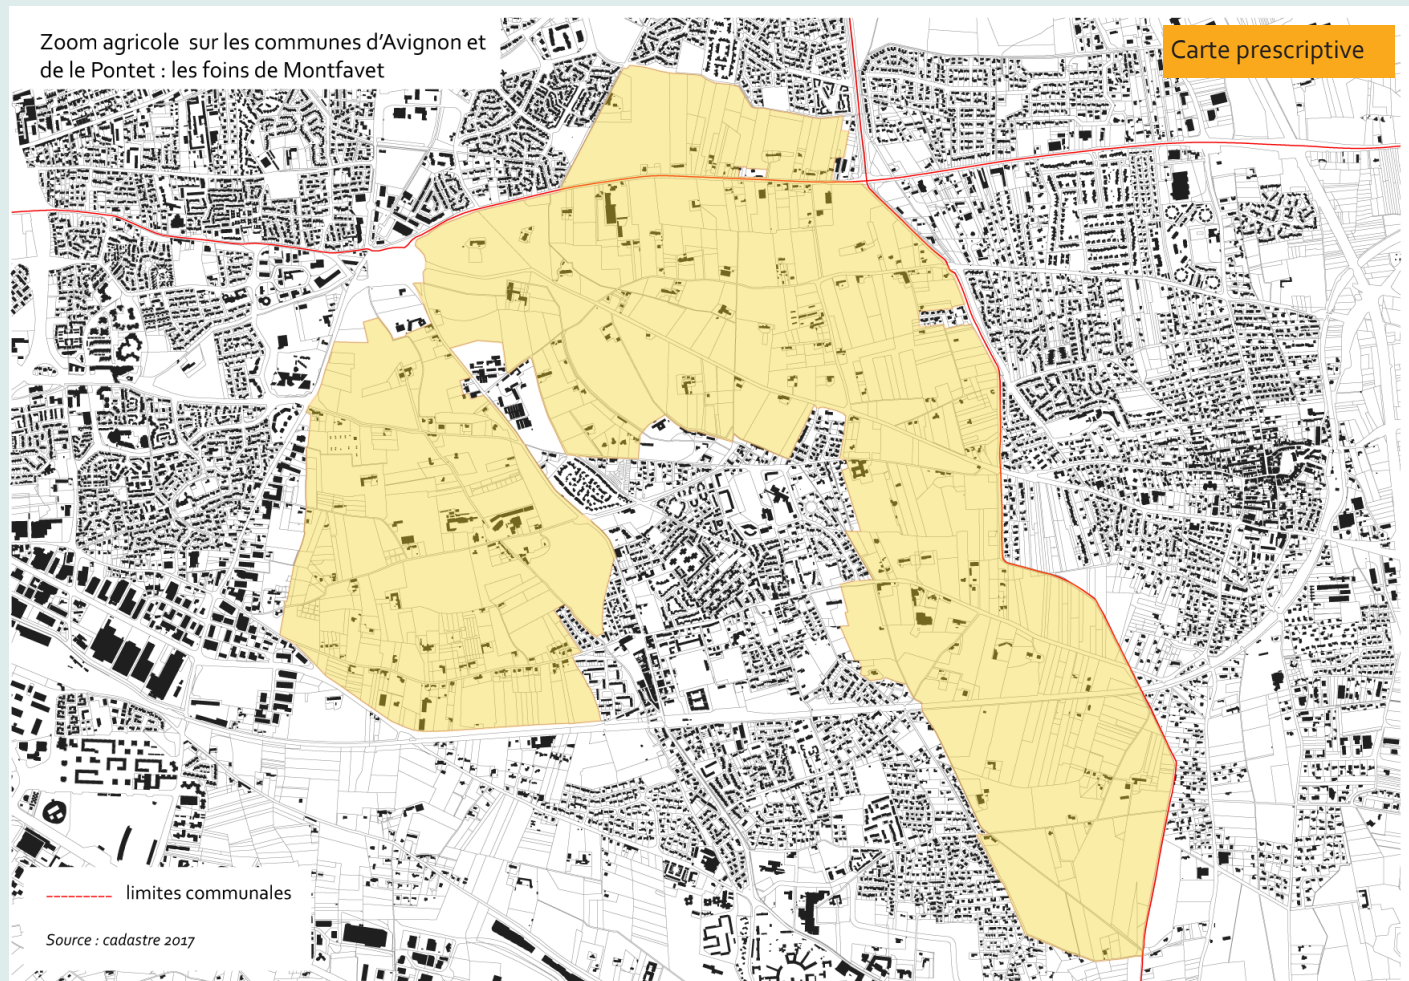 Zoom agricole sur les communes d'Avignon et
de le Pontet : les foins de Montfavet
Carte prescriptive
limites communales
Source : cadastre 2017